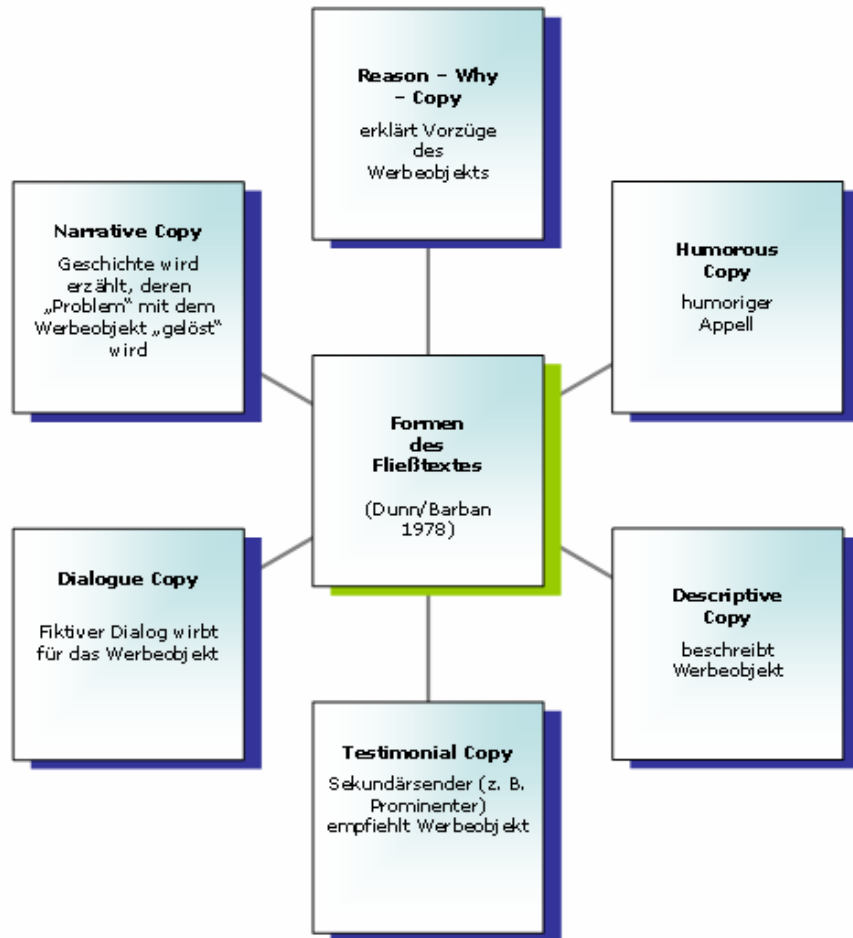 Reason – Why
– Copy
erklärt Vorzüge
des
Werbeobjekts
Narrative Copy
Geschichte wird
erzählt, deren
„Problem“ mit dem
Werbeobjekt „gelöst“
wird
Humorous
Copy
humoriger
Appell
Formen
des
Fließtextes
(Dunn/Barban
1978)
Dialogue Copy
Fiktiver Dialog wirbt
für das Werbeobjekt
Descriptive
Copy
beschreibt
Werbeobjekt
Testimonial Copy
Sekundärsender (z. B.
Prominenter)
empfiehlt Werbeobjekt